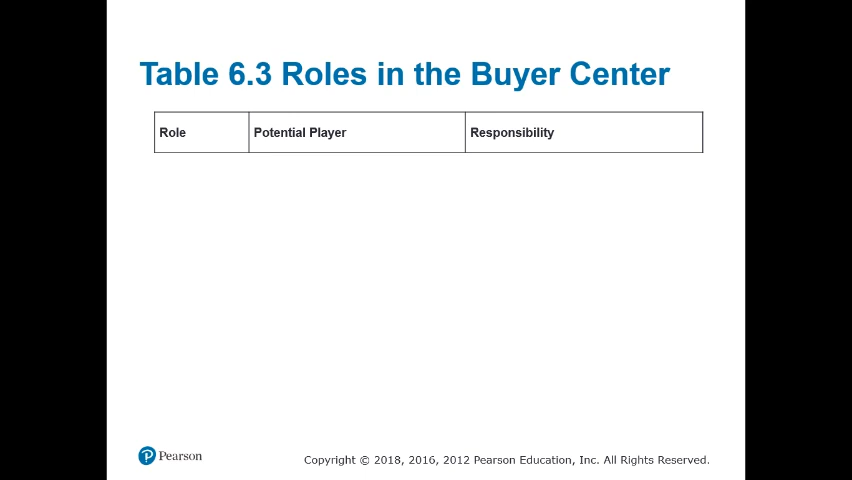 Table 6.3 Roles in the Buyer Center
Role Potential Player Responsibility
Pearson
Copyright © 2018, 2016, 2012 Pearson Education, Inc. All Rights Reserved.